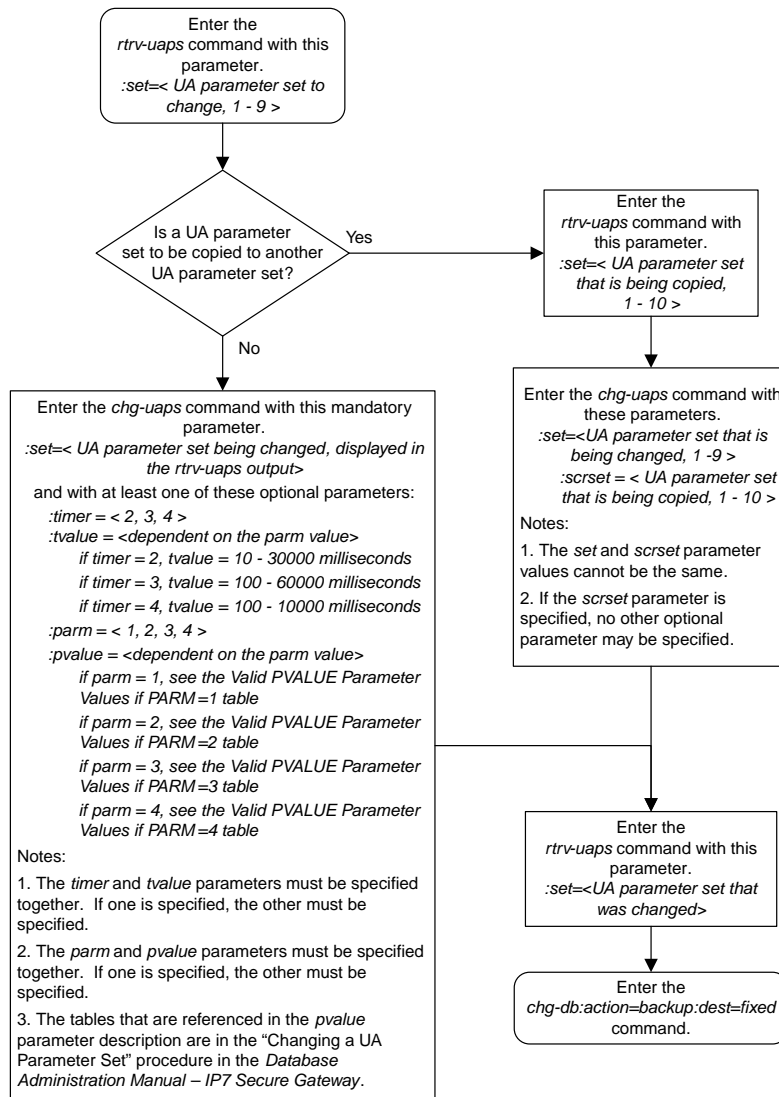 Enter the
rtrv-uaps command with this
parameter.
:set=< UA parameter set to
change, 1 - 9 >
Is a UA parameter
set to be copied to another
UA parameter set?
Yes
No
Enter the
rtrv-uaps command with
this parameter.
:set=< UA parameter set
that is being copied,
1 - 10 >
Enter the chg-uaps command with
these parameters.
:set=<UA parameter set that is
being changed, 1 -9 >
:scrset = < UA parameter set
that is being copied, 1 - 10 >
Notes:
1. The set and scrset parameter
values cannot be the same.
2. If the scrset parameter is
specified, no other optional
parameter may be specified.
Enter the chg-uaps command with this mandatory
parameter.
:set=< UA parameter set being changed, displayed in
the rtrv-uaps output>
and with at least one of these optional parameters:
:timer = < 2, 3, 4 >
:tvalue = <dependent on the parm value>
if timer = 2, tvalue = 10 - 30000 milliseconds
if timer = 3, tvalue = 100 - 60000 milliseconds
if timer = 4, tvalue = 100 - 10000 milliseconds
:parm = < 1, 2, 3, 4 >
:pvalue = <dependent on the parm value>
if parm = 1, see the Valid PVALUE Parameter
Values if PARM =1 table
if parm = 2, see the Valid PVALUE Parameter
Values if PARM=2 table
if parm = 3, see the Valid PVALUE Parameter
Values if PARM=3 table
if parm = 4, see the Valid PVALUE Parameter
Values if PARM=4 table
Notes:
1. The timer and tvalue parameters must be specified
together.  If one is specified, the other must be
specified.
2. The parm and pvalue parameters must be specified
together.  If one is specified, the other must be
specified.
3. The tables that are referenced in the pvalue
parameter description are in the “Changing a UA
Parameter Set” procedure in the Database
Administration Manual – IP7 Secure Gateway.
Enter the
rtrv-uaps command with this
parameter.
:set=<UA parameter set that
was changed>
Enter the
chg-db:action=backup:dest=fixed
command.